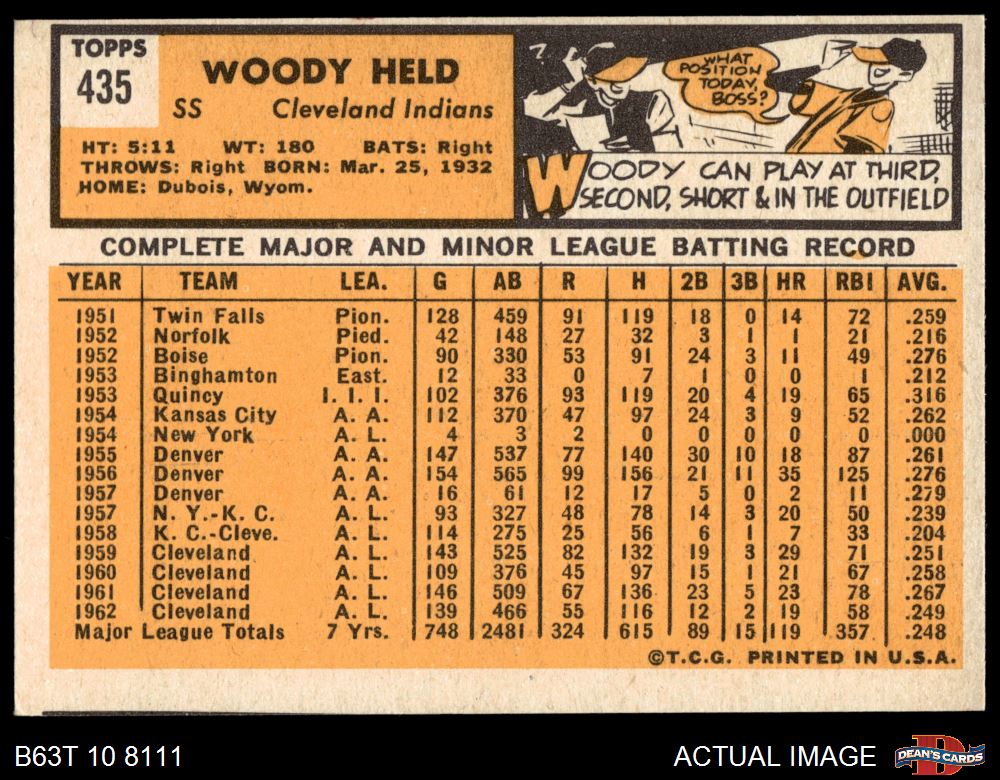 TOPPS
435
WOODY HELD
SS Cleveland Indians
HT: 5:11 WT: 180 BATS: Right
THROWS: Right BORN: Mar. 25, 1932
HOME: Dubois, Wyom.
WHAT
POSITION
TODAY,
BOSS?
WOODY CAN PLAY AT THIRD,
SECOND, SHORT & IN THE OUTFIELD
COMPLETE MAJOR AND MINOR LEAGUE BATTING RECORD
YEAR TEAM LEA. G AB R H 2B 3B HR RBI AVG.
1951 Twin Falls Pion. 128 459 91 119 18 0 14 72 .259
1952 Norfolk Pied. 42 148 27 32 3 1 1 21 .216
1952 Boise Pion. 90 330 53 91 24 3 11 49 .276
1953 Binghamton East. 12 33 0 7 1 0 0 1 .212
1953 Quincy I. I. I. 102 376 93 119 20 4 19 65 .316
1954 Kansas City A. A. 112 370 47 97 24 3 9 52 .262
1954 New York A. L. 4 3 2 0 0 0 0 0 .000
1955 Denver A. A. 147 537 77 140 30 10 18 87 .261
1956 Denver A. A. 154 565 99 156 21 11 35 125 .276
1957 Denver A. A. 16 61 12 17 5 0 2 11 .279
1957 N. Y.-K. C. A. L. 93 327 48 78 14 3 20 50 .239
1958 K. C.-Cleve. A. L. 114 275 25 56 6 1 7 33 .204
1959 Cleveland A. L. 143 525 82 132 19 3 29 71 .251
1960 Cleveland A. L. 109 376 45 97 15 1 21 67 .258
1961 Cleveland A. L. 146 509 67 136 23 5 23 78 .267
1962 Cleveland A. L. 139 466 55 116 12 2 19 58 .249
Major League Totals 7 Yrs. 748 2481 324 615 89 15 119 357 .248
©T.C.G. PRINTED IN U.S.A.
B63T 10 8111 ACTUAL IMAGE DEAN'S CARDS